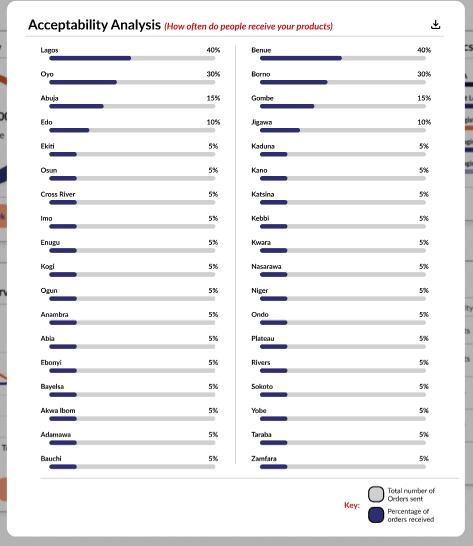 Acceptability Analysis (How often do people receive your products)
Lagos 40%
Oyo 30%
Abuja 15%
Edo 10%
Ekiti 5%
Osun 5%
Cross River 5%
Imo 5%
Enugu 5%
Kogi 5%
Ogun 5%
Anambra 5%
Abia 5%
Ebonyi 5%
Bayelsa 5%
Akwa Ibom 5%
Adamawa 5%
Bauchi 5%
Benue 40%
Borno 30%
Gombe 15%
Jigawa 10%
Kaduna 5%
Kano 5%
Katsina 5%
Kebbi 5%
Kwara 5%
Nasarawa 5%
Niger 5%
Ondo 5%
Plateau 5%
Rivers 5%
Sokoto 5%
Yobe 5%
Taraba 5%
Zamfara 5%
Key:
Total number of
Orders sent
Percentage of
orders received